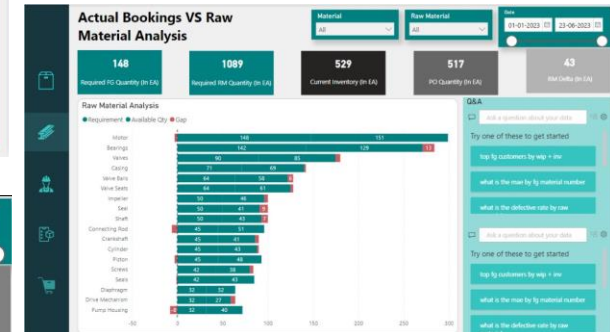 Actual Bookings VS Raw
Material Analysis
Material
All
Raw Material
All
Date
01-01-2023
23-06-2023
148
Required FG Quantity (In EA)
1089
Required RM Quantity (In EA)
529
Current Inventory (In EA)
517
PO Quantity (In EA)
43
RM Delta (In EA)
Raw Material Analysis
Requirement Available Qty Gap
Motor 148 151
Bearings 142 129 13
Valves 90 85
Casing 71 69
Valve Bars 64 58
Valve Seats 64 61
Impeller 50 46
Seal 50 41 9
Shaft 50 43 7
Connecting Rod 45 51
Crankshaft 45 41
Cylinder 45 43
Piston 45 48
Screws 42 38
Seals 42 43
Diaphragm 32 32
Drive Mechanism 32 27
Pump Housing -8 32 40
-50 0 50 100 150 200 250 300
Q&A
Ask a question about your data
Try one of these to get started
top fg customers by wip + inv
what is the mae by fg material number
what is the defective rate by raw
Ask a question about your data
Try one of these to get started
top fg customers by wip + inv
what is the mae by fg material number
what is the defective rate by raw